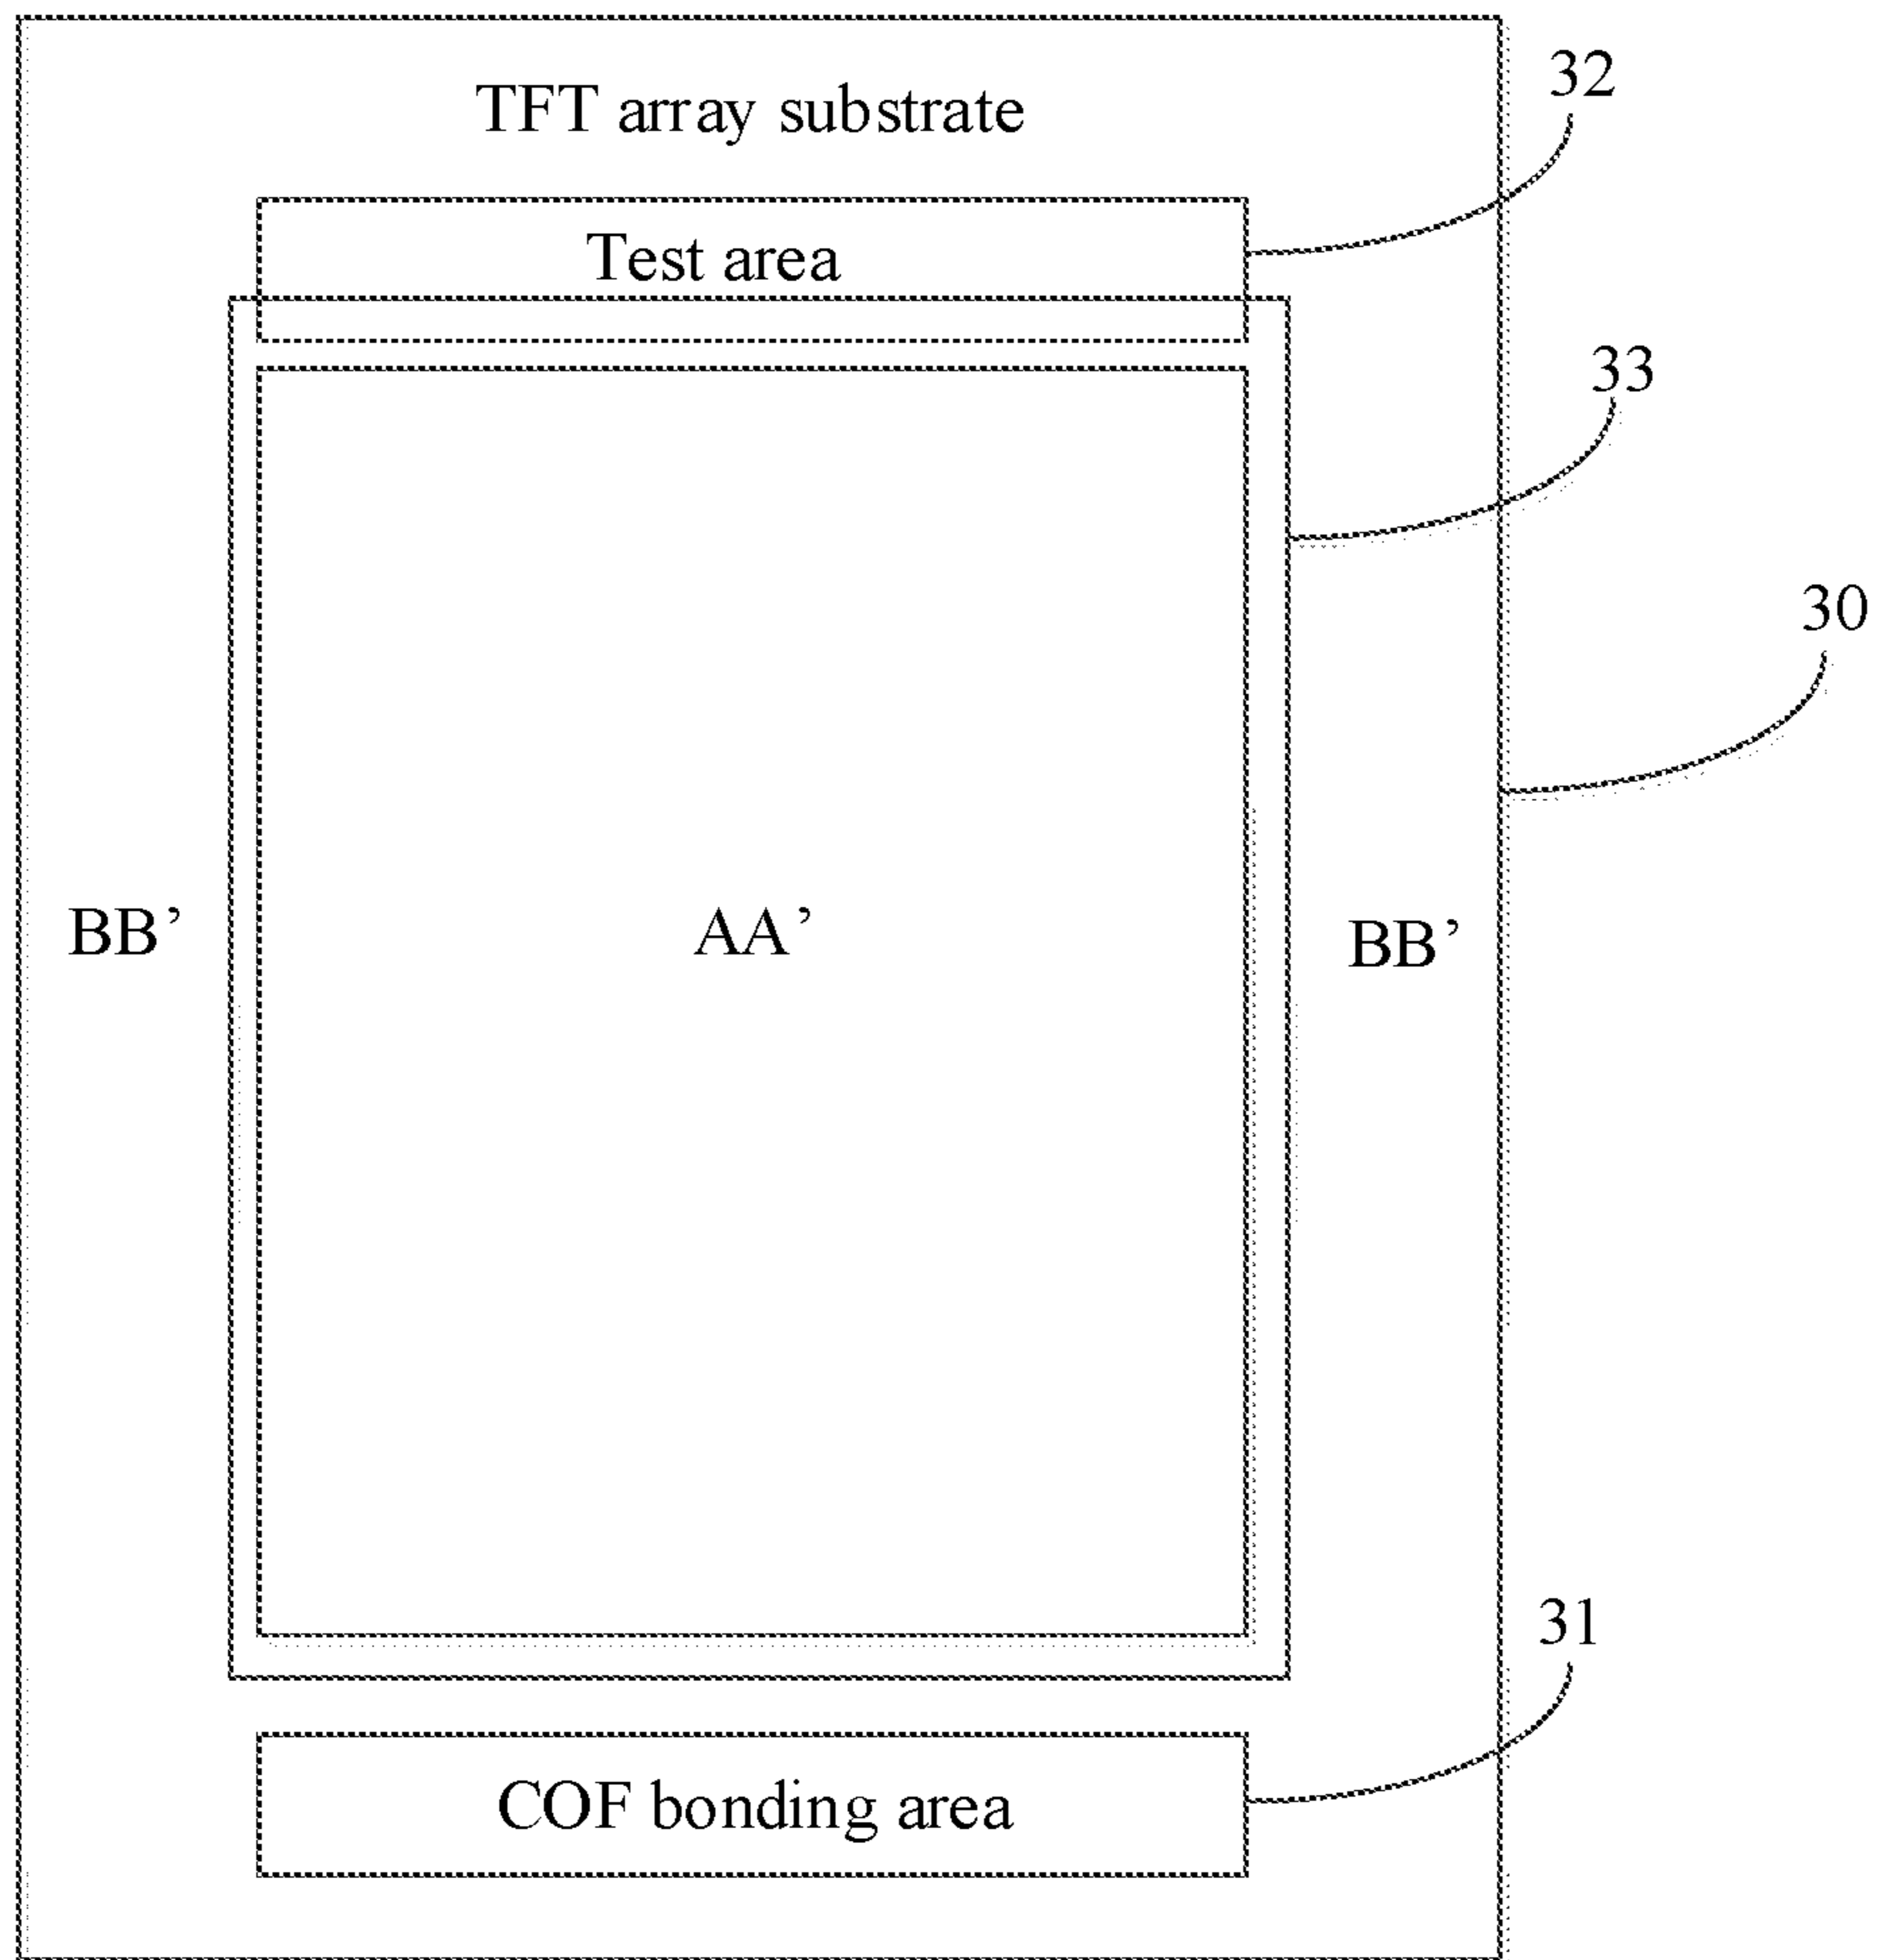 32
TFT array substrate
Test area
33
30
BB’
AA’
BB’
31
COF bonding area